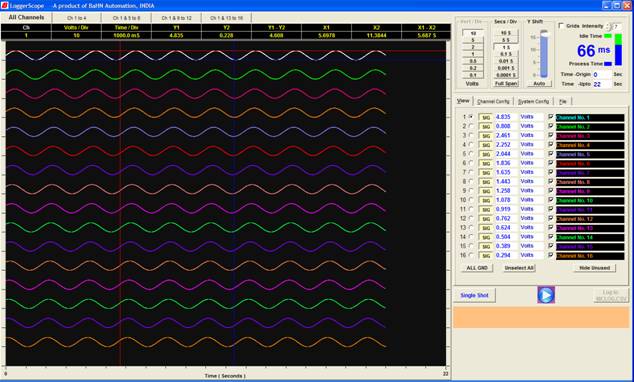 LoggerScope -A product of BaHN Automation, INDIA
All Channels Ch 1 to 4 Ch 1 & 5 to 8 Ch 1 & 9 to 12 Ch 1 & 13 to 16
Ch Volts / Div Time / Div Y1 Y2 Y1 - Y2 X1 X2 X1 - X2
1 10 1000.0 mS 4.835 0.228 4.608 5.6978 11.3844 5.687 S
Vert / Div Secs / Div Y Shift
10 10 S
5 5 S
2 1 S
1 0.1 S
0.5 0.01 S
0.2 0.001 S
0.1 0.0001 S
Volts Full Span Auto
15
10
5
0
Grids Intensity
Idle Time
66 ms
Process Time
Time -Origin 0 Sec
Time -Upto 22 Sec
View Channel Config System Config File
1 SIG 4.835 Volts Channel No. 1
2 SIG 0.808 Volts Channel No. 2
3 SIG 2.461 Volts Channel No. 3
4 SIG 2.252 Volts Channel No. 4
5 SIG 2.044 Volts Channel No. 5
6 SIG 1.836 Volts Channel No. 6
7 SIG 1.635 Volts Channel No. 7
8 SIG 1.443 Volts Channel No. 8
9 SIG 1.258 Volts Channel No. 9
10 SIG 1.078 Volts Channel No. 10
11 SIG 0.919 Volts Channel No. 11
12 SIG 0.762 Volts Channel No. 12
13 SIG 0.624 Volts Channel No. 13
14 SIG 0.504 Volts Channel No. 14
15 SIG 0.389 Volts Channel No. 15
16 SIG 0.294 Volts Channel No. 16
ALL GND Unselect All Hide Unused
Single Shot
Log to
0 Time ( Seconds ) 22